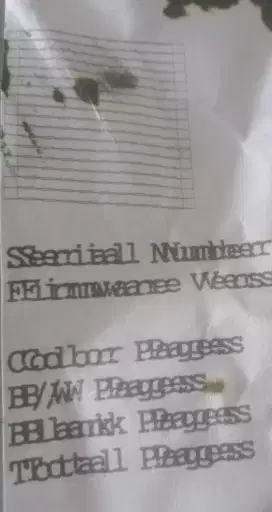 Serial Number
Firmware Vers
Color Pages
B/W Pages
Blank Pages
Total Pages